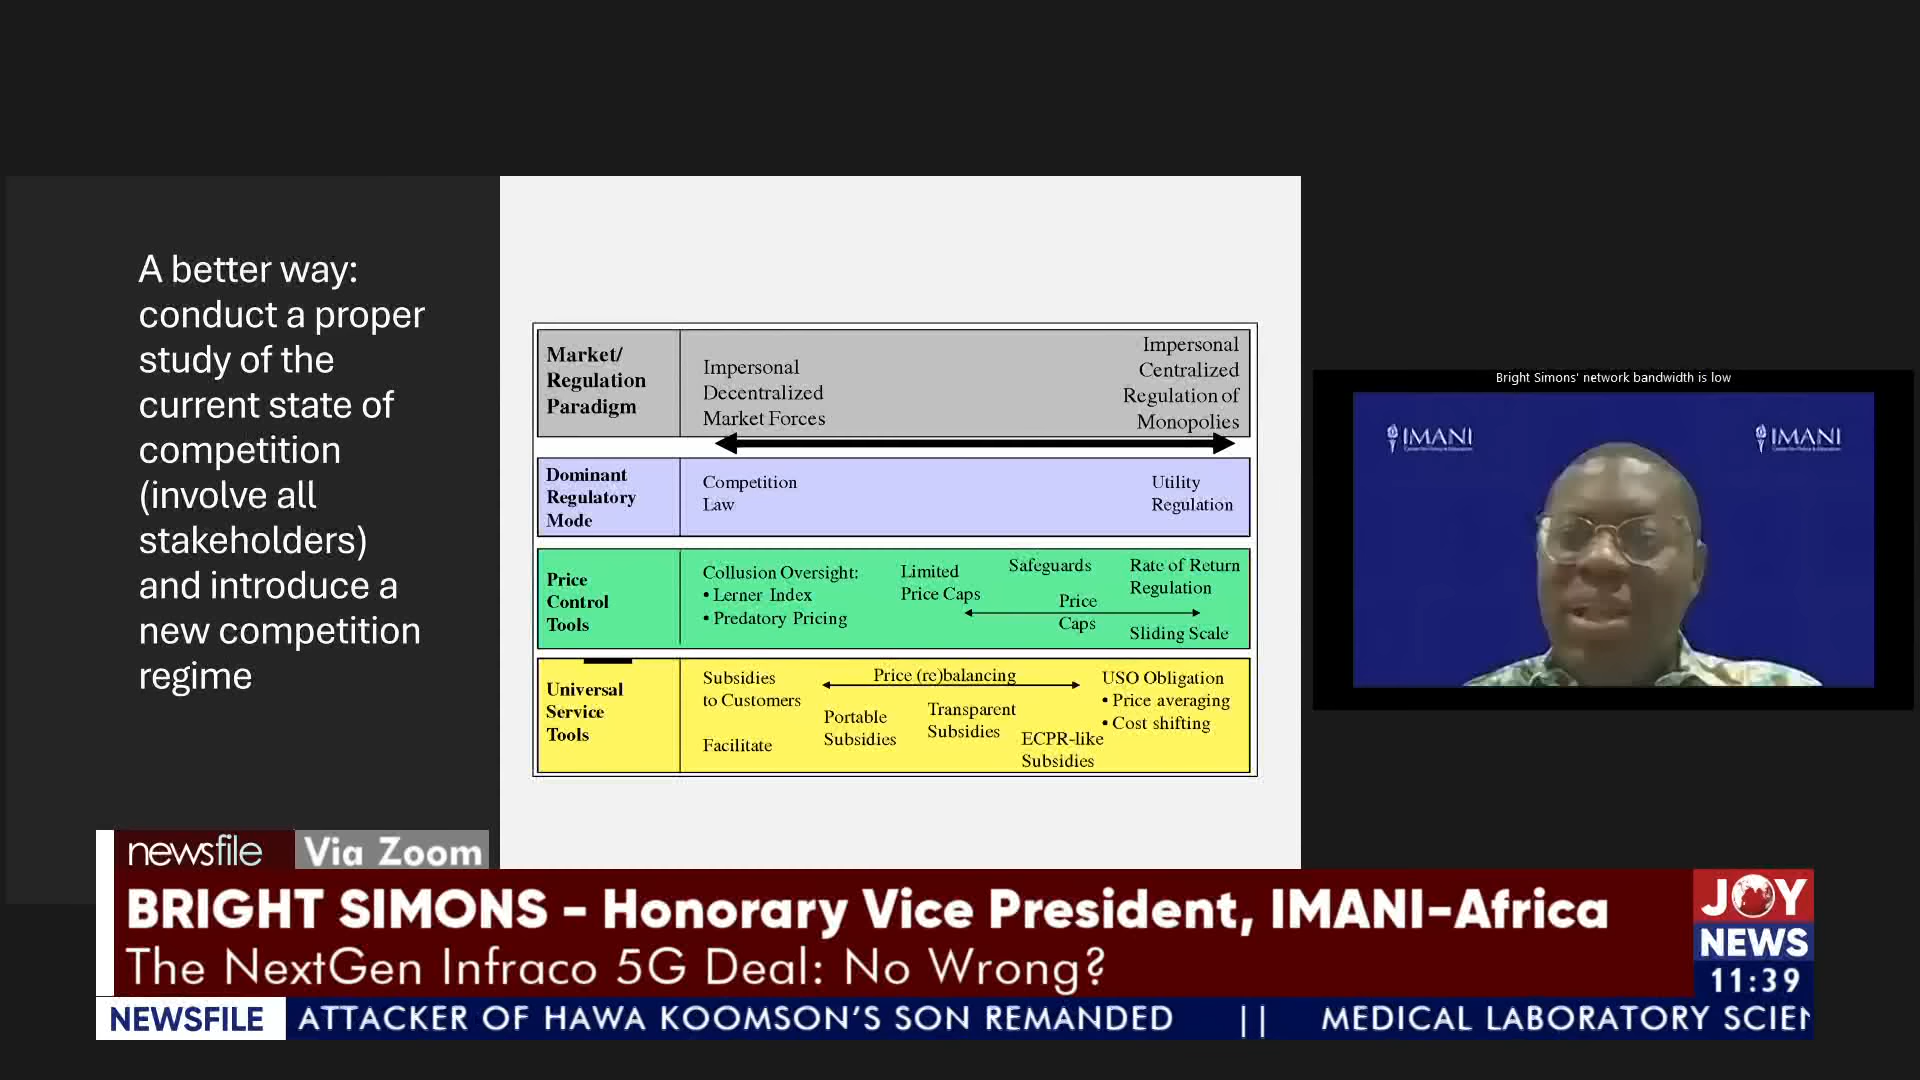 A better way:
conduct a proper
study of the
current state of
competition
(involve all
stakeholders)
and introduce a
new competition
regime
Market/
Regulation
Paradigm
Impersonal
Decentralized
Market Forces
Impersonal
Centralized
Regulation of
Monopolies
Dominant
Regulatory
Mode
Competition
Law
Utility
Regulation
Price
Control
Tools
Collusion Oversight:
• Lerner Index
• Predatory Pricing
Limited
Price Caps
Safeguards
Price
Caps
Rate of Return
Regulation
Sliding Scale
Universal
Service
Tools
Subsidies
to Customers
Facilitate
Price (re)balancing
Portable
Subsidies
Transparent
Subsidies
ECPR-like
Subsidies
USO Obligation
• Price averaging
• Cost shifting
Bright Simons' network bandwidth is low
IMANI
IMANI
newsfile Via Zoom
BRIGHT SIMONS – Honorary Vice President, IMANI-Africa
The NextGen Infraco 5G Deal: No Wrong?
JOY
NEWS
11:39
NEWSFILE ATTACKER OF HAWA KOOMSON'S SON REMANDED || MEDICAL LABORATORY SCIEN